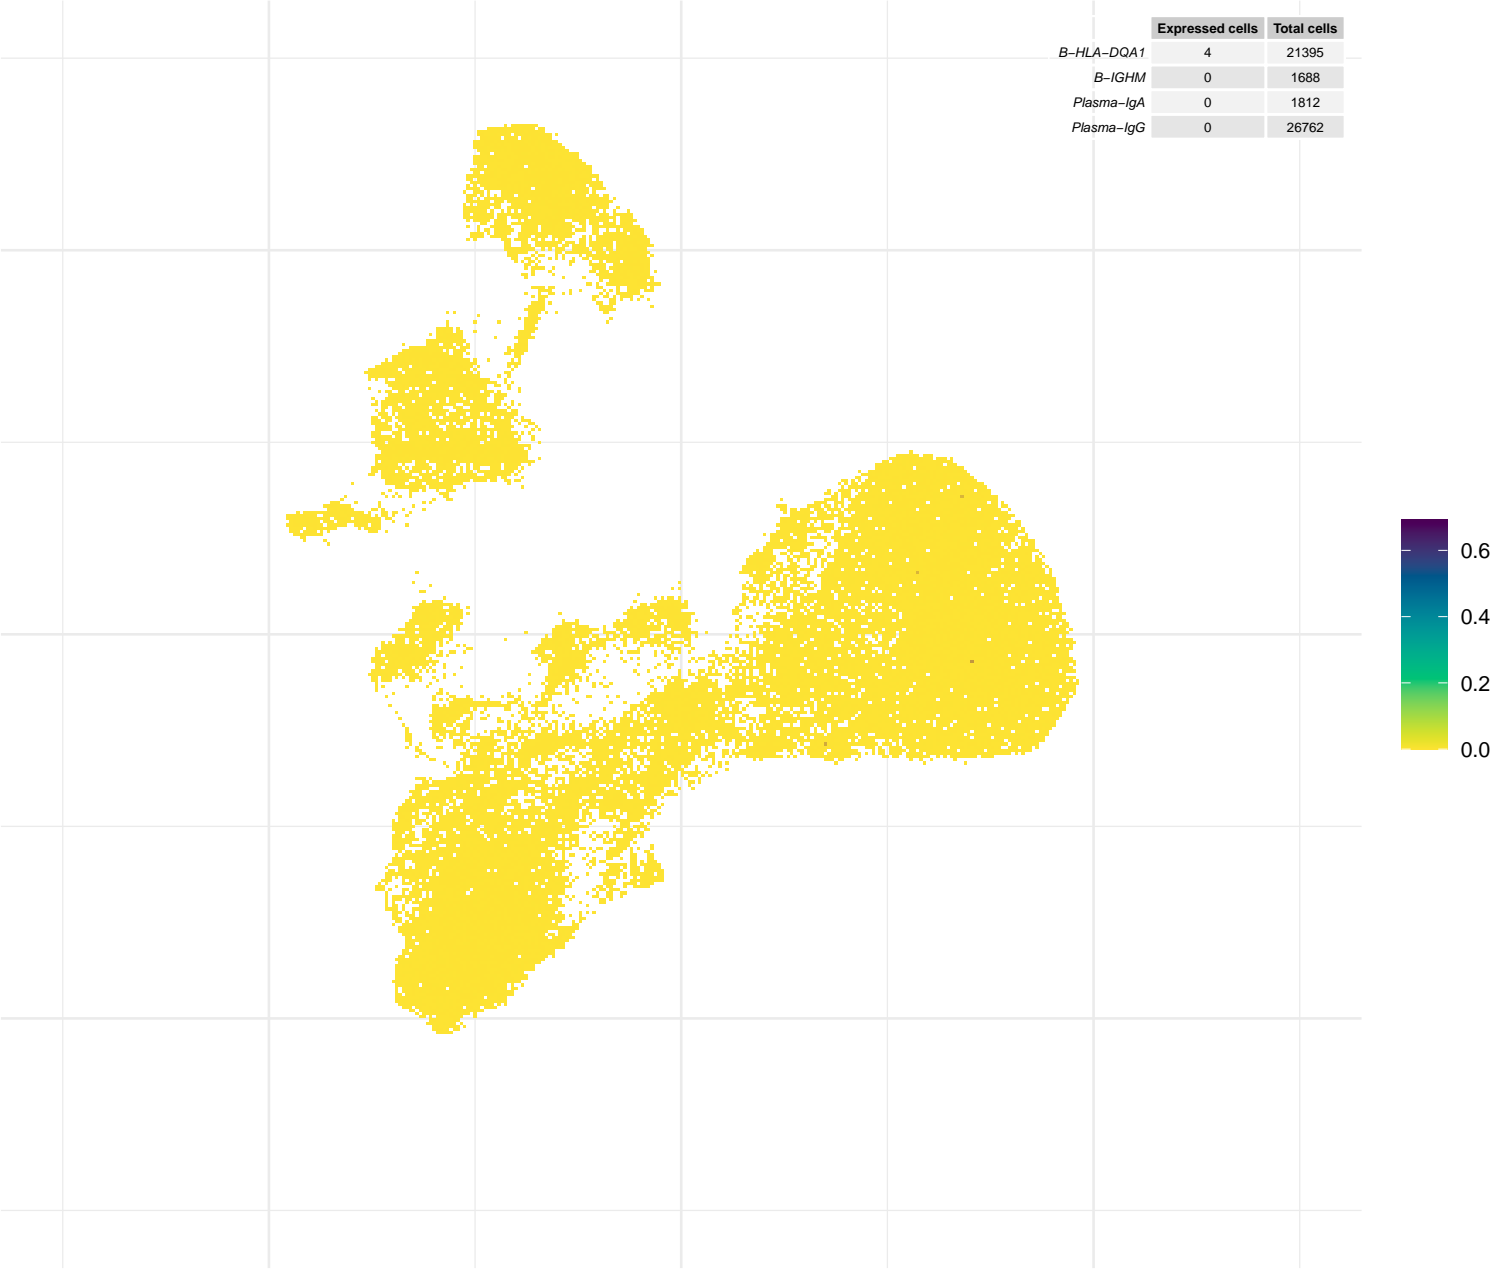 Expressed cells Total cells
B−HLA−DQA1 4 21395
B−IGHM 0 1688
Plasma−IgA 0 1812
Plasma−IgG 0 26762
0.6
0.4
0.2
0.0